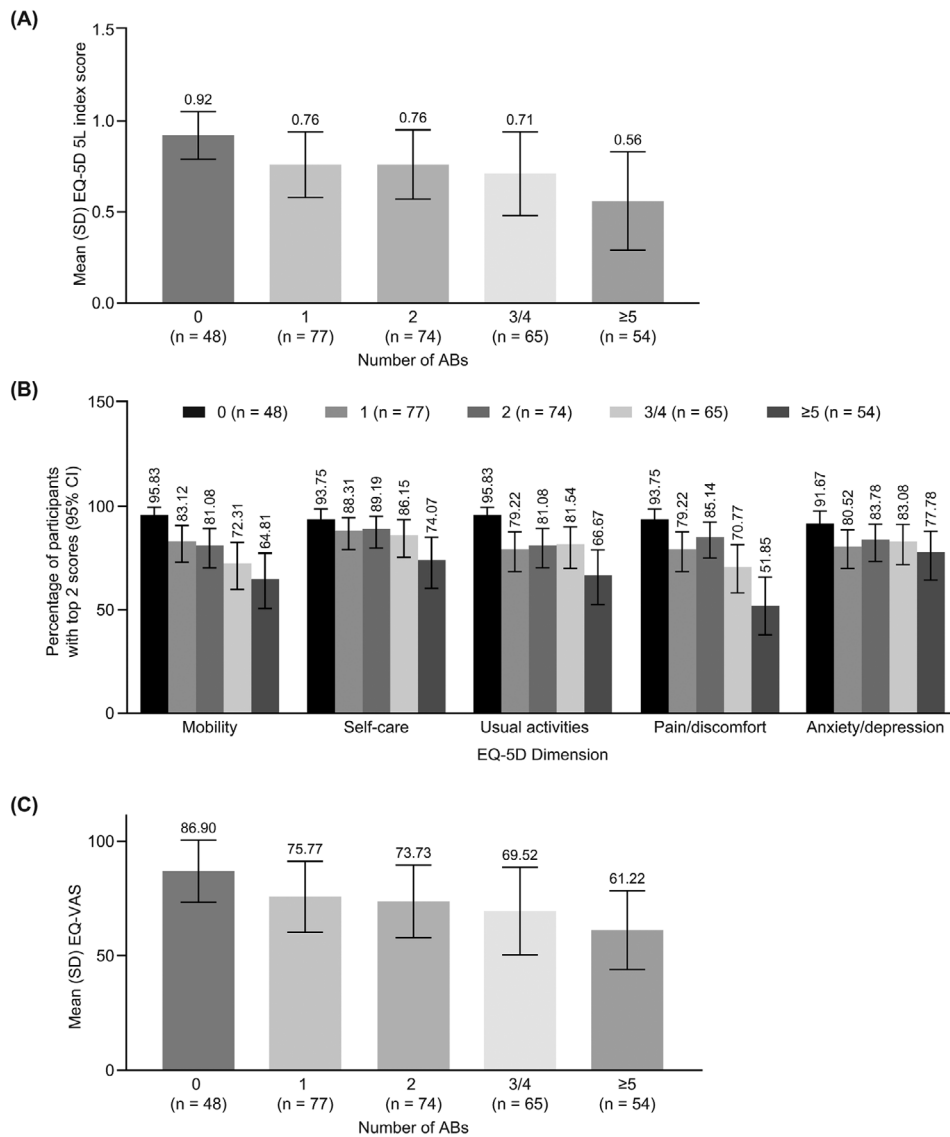 (A)
Mean (SD) EQ-5D 5L index score
1.5
1.0
0.5
0.0
0.92
0.76
0.76
0.71
0.56
0
1
2
3/4
≥5
(n = 48)
(n = 77)
(n = 74)
(n = 65)
(n = 54)
Number of ABs
(B)
Percentage of participants
with top 2 scores (95% CI)
150
100
50
0
0 (n = 48)
1 (n = 77)
2 (n = 74)
3/4 (n = 65)
≥5 (n = 54)
95.83
83.12
81.08
72.31
64.81
93.75
88.31
89.19
86.15
74.07
95.83
79.22
81.08
81.54
66.67
93.75
79.22
85.14
70.77
51.85
91.67
80.52
83.78
83.08
77.78
Mobility
Self-care
Usual activities
Pain/discomfort
Anxiety/depression
EQ-5D Dimension
(C)
Mean (SD) EQ-VAS
100
50
0
86.90
75.77
73.73
69.52
61.22
0
1
2
3/4
≥5
(n = 48)
(n = 77)
(n = 74)
(n = 65)
(n = 54)
Number of ABs